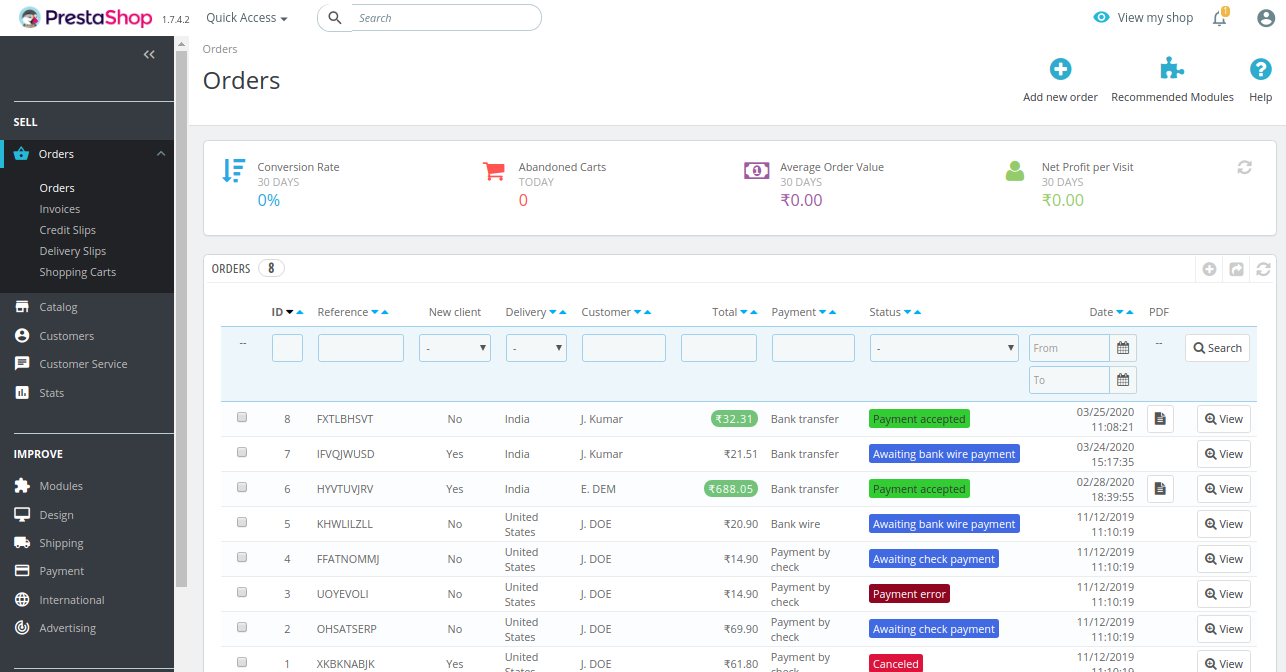 PrestaShop 1.7.4.2 Quick Access Search View my shop 1
Orders
Orders
Add new order Recommended Modules Help
SELL
Orders
Orders
Invoices
Credit Slips
Delivery Slips
Shopping Carts
Catalog
Customers
Customer Service
Stats
IMPROVE
Modules
Design
Shipping
Payment
International
Advertising
Conversion Rate
30 DAYS
0%
Abandoned Carts
TODAY
0
Average Order Value
30 DAYS
₹0.00
Net Profit per Visit
30 DAYS
₹0.00
ORDERS 8
ID Reference New client Delivery Customer Total Payment Status Date PDF
-- - - - From -- Search
To
8 FXTLBHSVT No India J. Kumar ₹32.31 Bank transfer Payment accepted 03/25/2020 View
11:08:21
7 IFVQJWUSD Yes India J. Kumar ₹21.51 Bank transfer Awaiting bank wire payment 03/24/2020 View
15:17:35
6 HYVTUVJRV Yes India E. DEM ₹688.05 Bank transfer Payment accepted 02/28/2020 View
18:39:55
5 KHWLILZLL No United States J. DOE ₹20.90 Bank wire Awaiting bank wire payment 11/12/2019 View
11:10:19
4 FFATNOMMJ No United States J. DOE ₹14.90 Payment by check Awaiting check payment 11/12/2019 View
11:10:19
3 UOYEVOLI No United States J. DOE ₹14.90 Payment by check Payment error 11/12/2019 View
11:10:19
2 OHSATSERP No United States J. DOE ₹69.90 Payment by check Awaiting check payment 11/12/2019 View
11:10:19
1 XKBKNABJK Yes United States J. DOE ₹61.80 Payment by check Canceled 11/12/2019 View
11:10:19